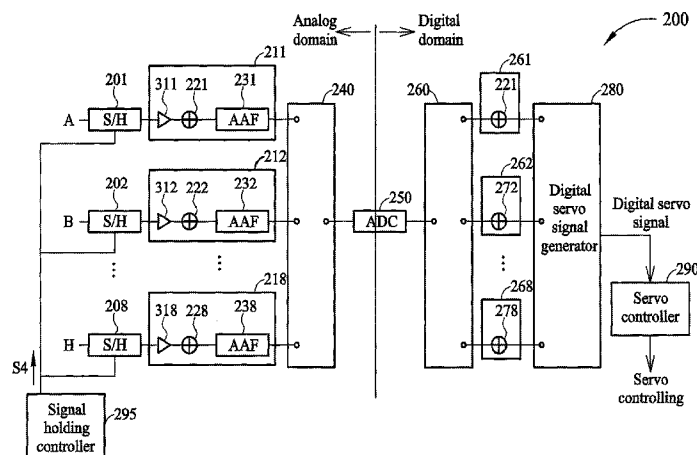 Analog domain
Digital domain
200
211
201
311
221
231
240
260
261
221
280
A
S/H
AAF
212
202
312
222
232
250
262
272
B
S/H
AAF
ADC
Digital servo signal generator
Digital servo signal
218
208
318
228
238
268
278
290
H
S/H
AAF
Servo controller
S4
Servo controlling
Signal holding controller
295